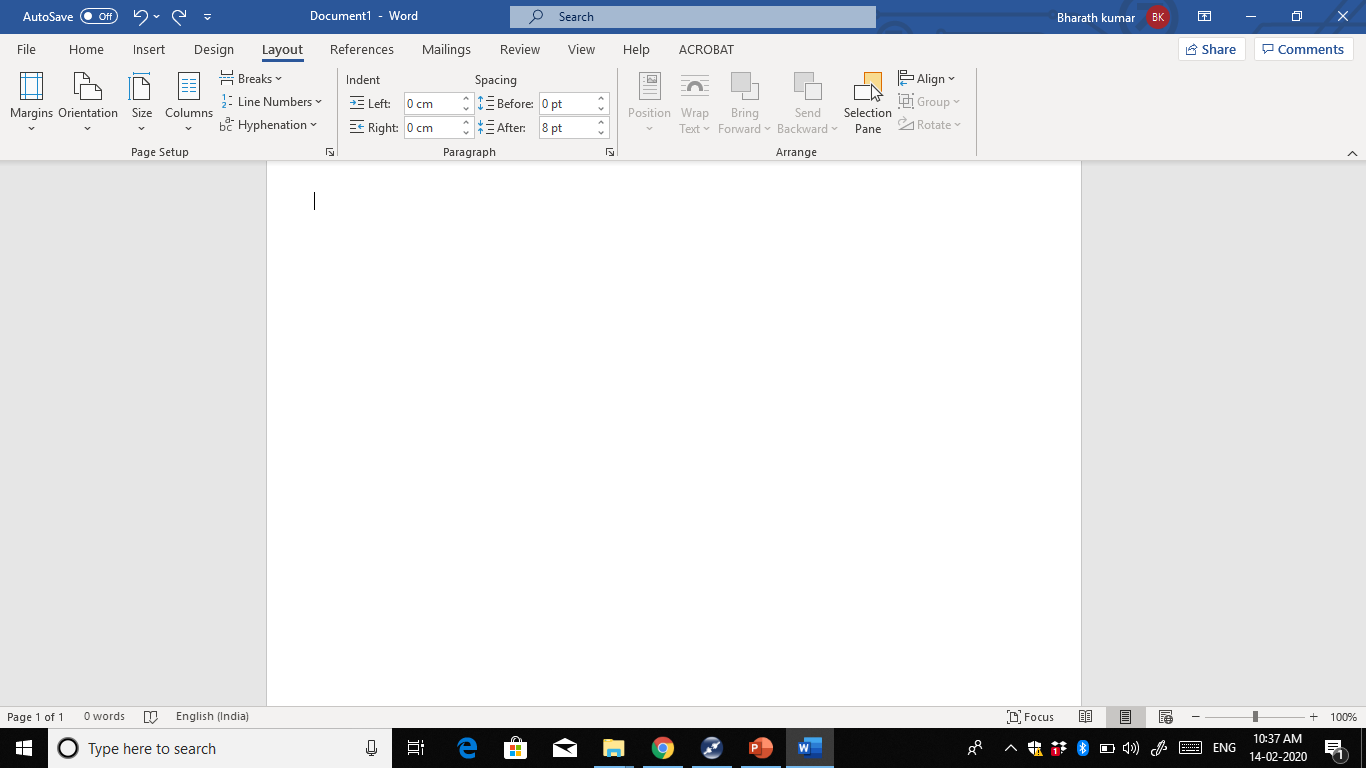 AutoSave Off Document1 - Word Search Bharath kumar BK
File Home Insert Design Layout References Mailings Review View Help ACROBAT Share Comments
Margins Orientation Size Columns
Breaks
Line Numbers
Hyphenation
Page Setup
Indent Spacing
Left: 0 cm Before: 0 pt
Right: 0 cm After: 8 pt
Paragraph
Position Wrap Text Bring Forward Send Backward Selection Pane
Align
Group
Rotate
Arrange
Page 1 of 1 0 words English (India) Focus 100%
Type here to search ENG 10:37 AM
14-02-2020
1